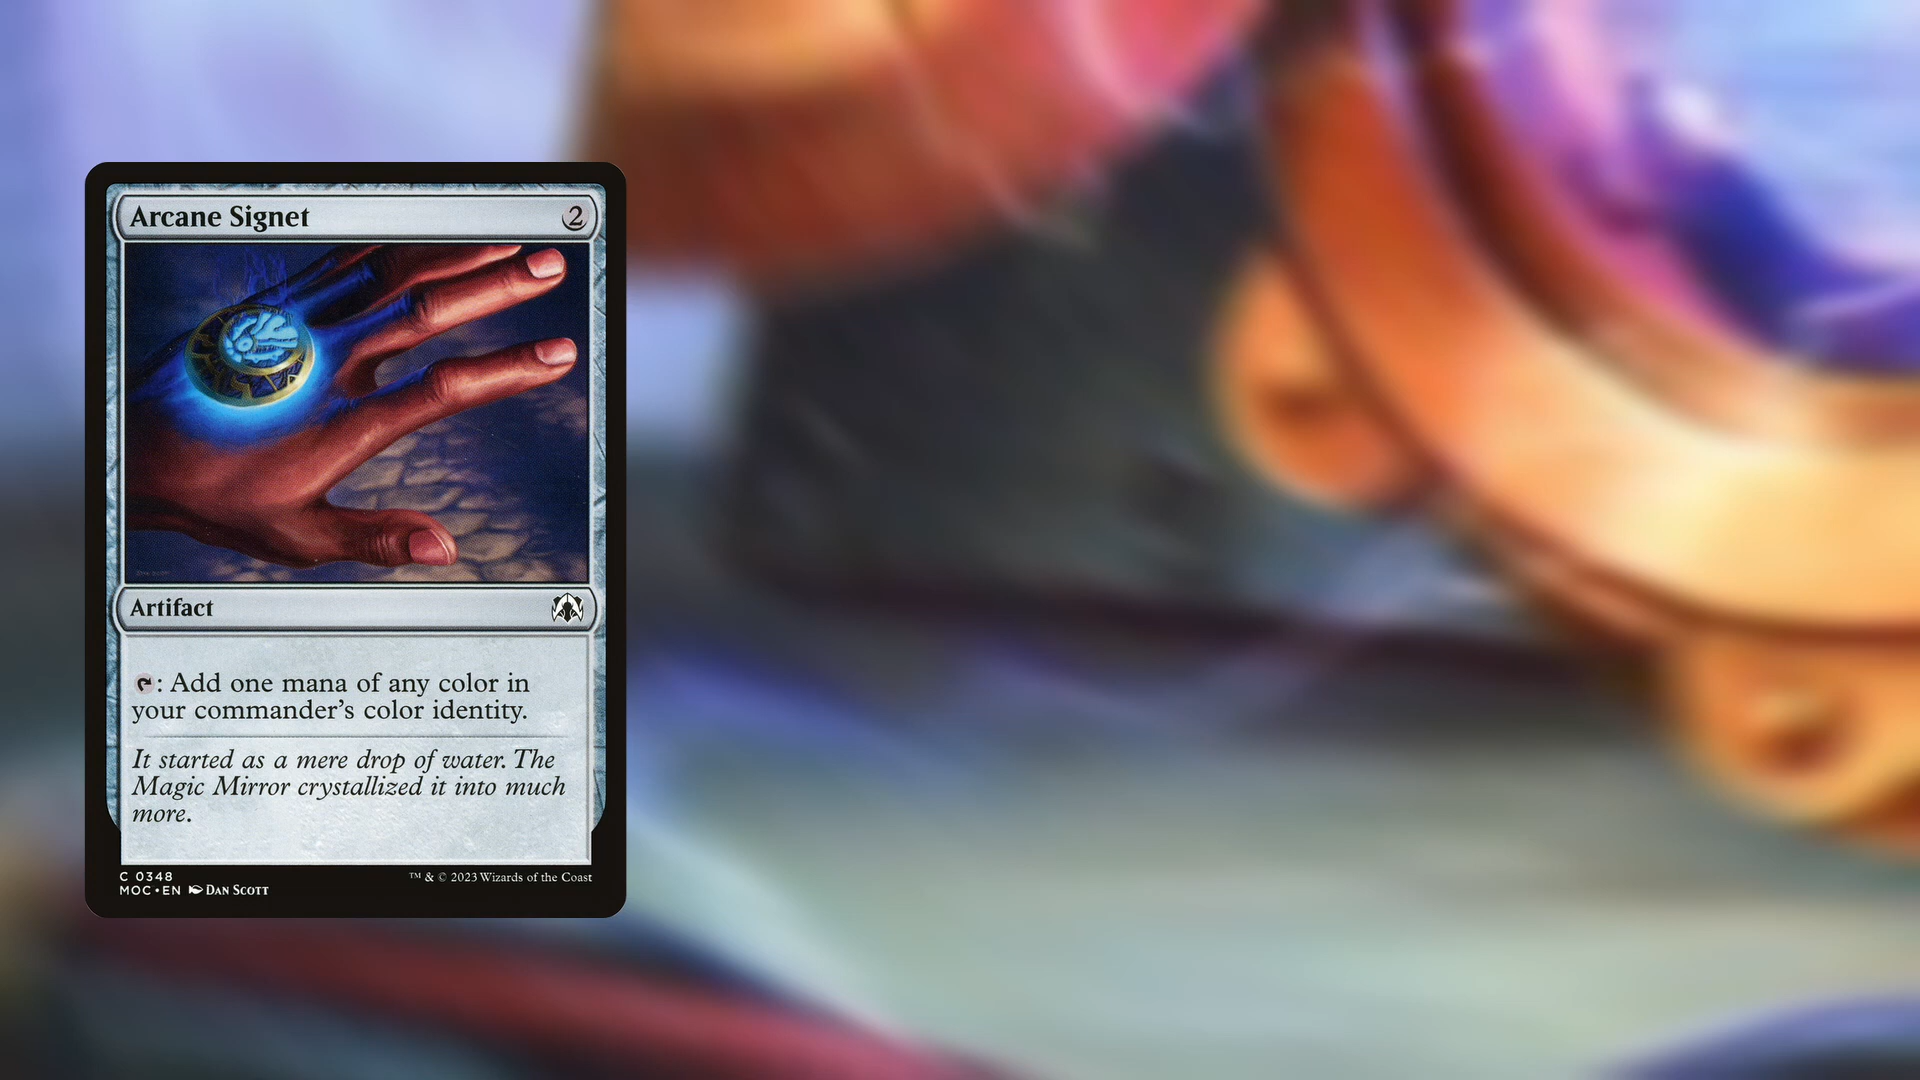 Arcane Signet 2
Artifact
: Add one mana of any color in
your commander's color identity.
It started as a mere drop of water. The
Magic Mirror crystallized it into much
more.
C 0348
MOC • EN Dan Scott
™ & © 2023 Wizards of the Coast